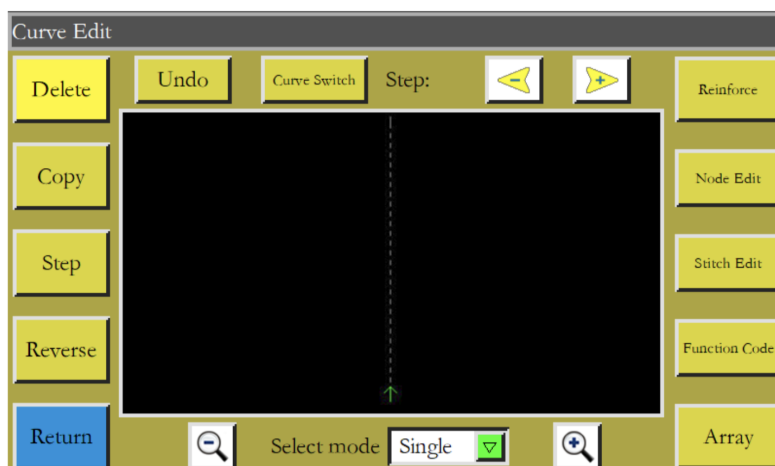 Curve Edit
Delete
Undo
Curve Switch
Step:
-
+
Reinforce
Copy
Node Edit
Step
Stitch Edit
Reverse
Function Code
Return
Select mode
Single
Array